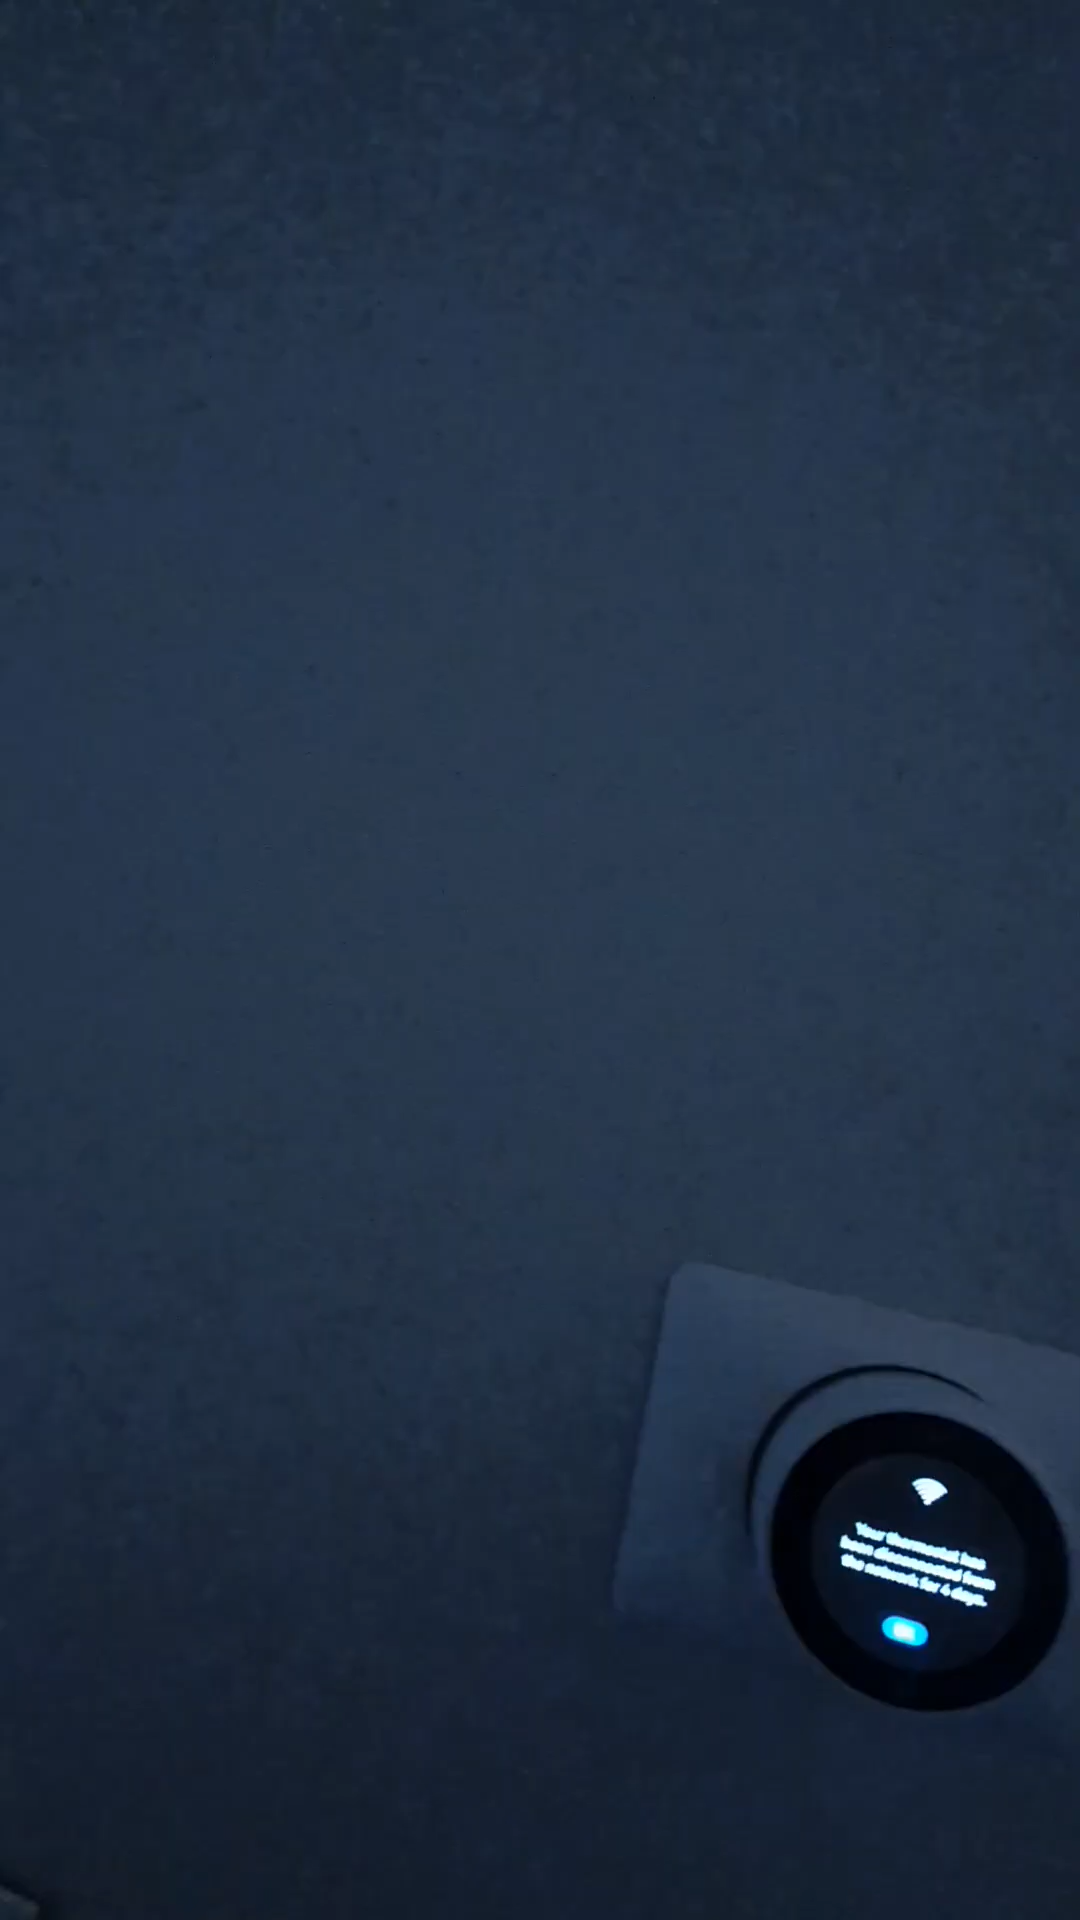 Your thermostat has
been disconnected from
the network for 4 days.